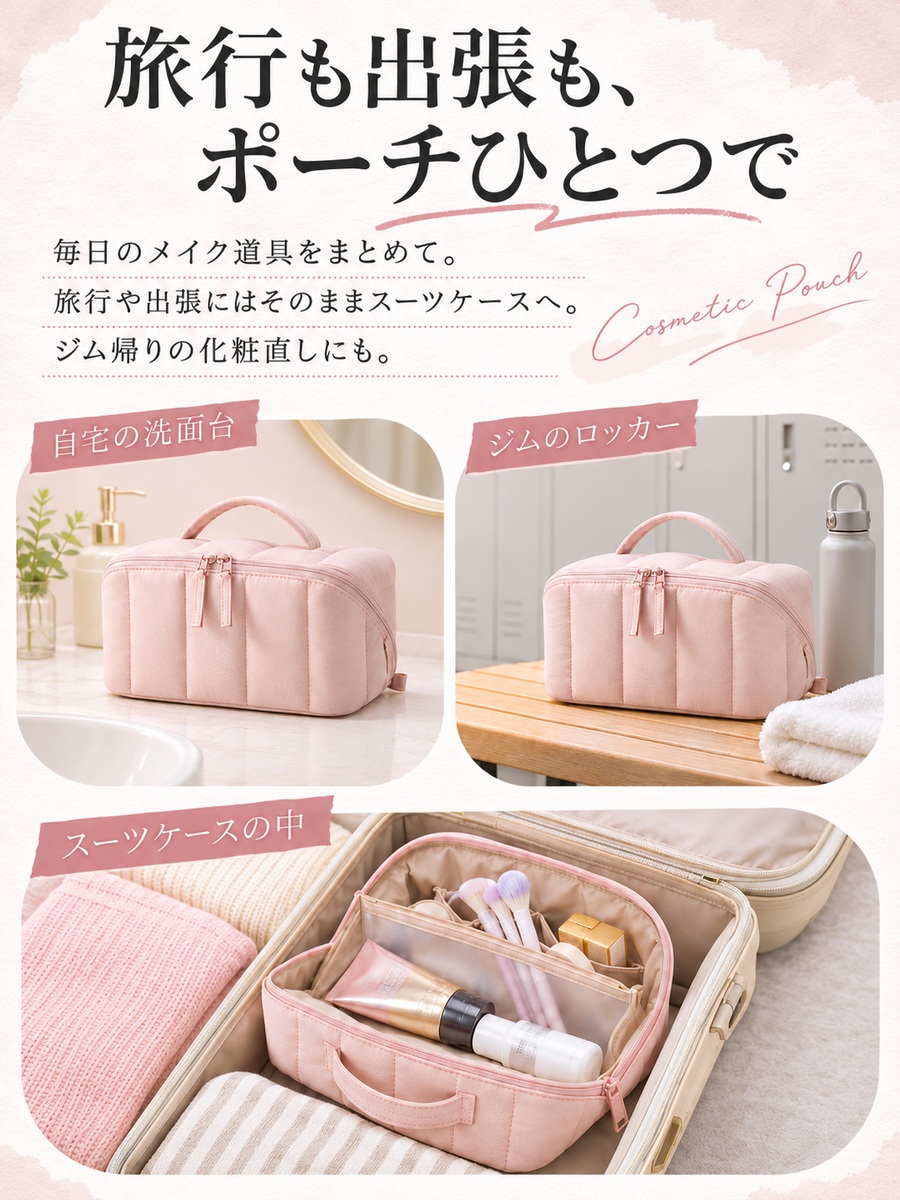 旅行も出張も、
ポーチひとつで
毎日のメイク道具をまとめて。
旅行や出張にはそのままスーツケースへ。
ジム帰りの化粧直しにも。
Cosmetic Pouch
自宅の洗面台
ジムのロッカー
スーツケースの中